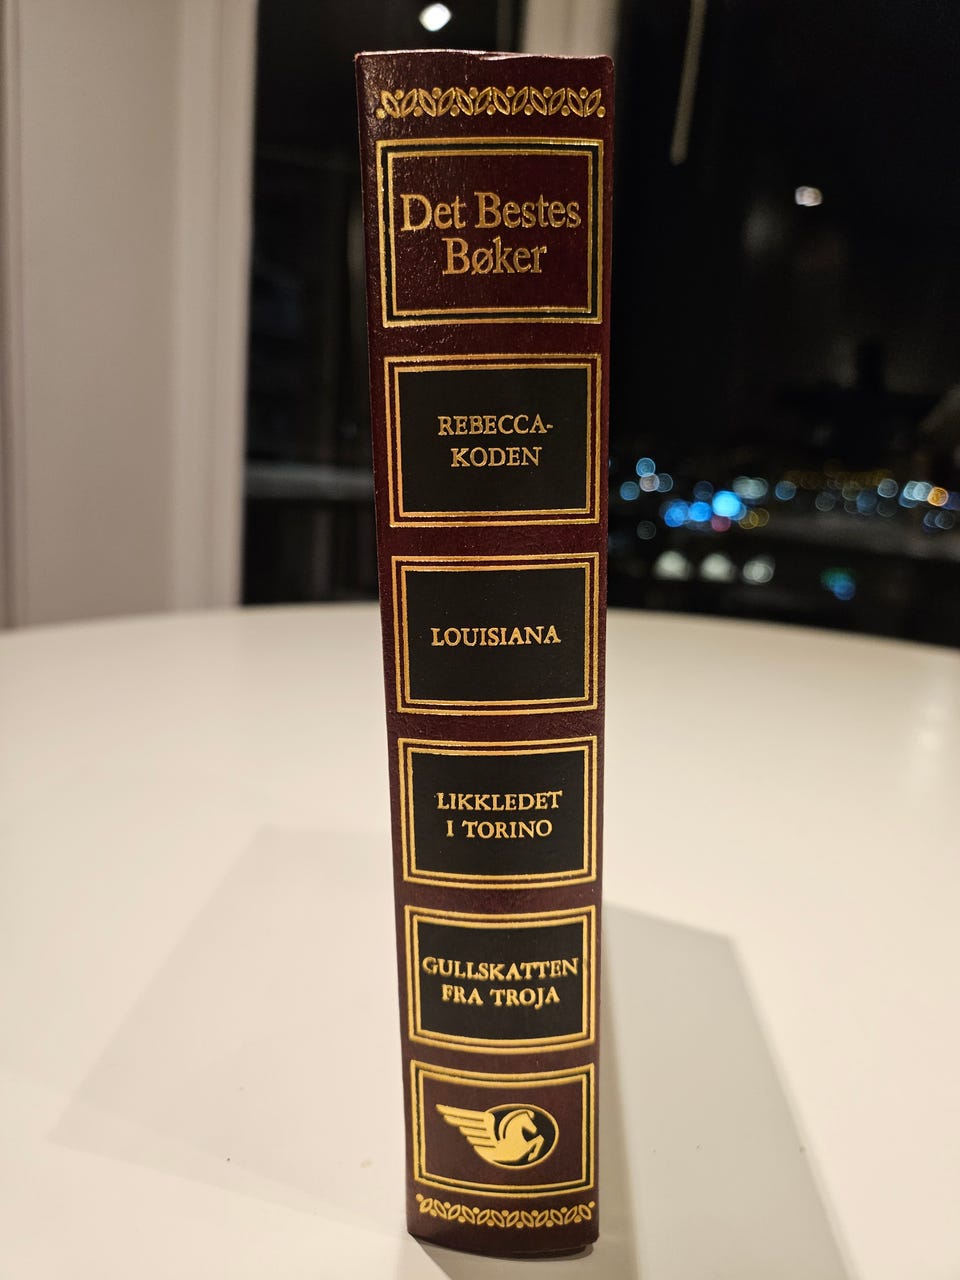 Det Bestes
Bøker
REBECCA-
KODEN
LOUISIANA
LIKKLEDET
I TORINO
GULLSKATTEN
FRA TROJA